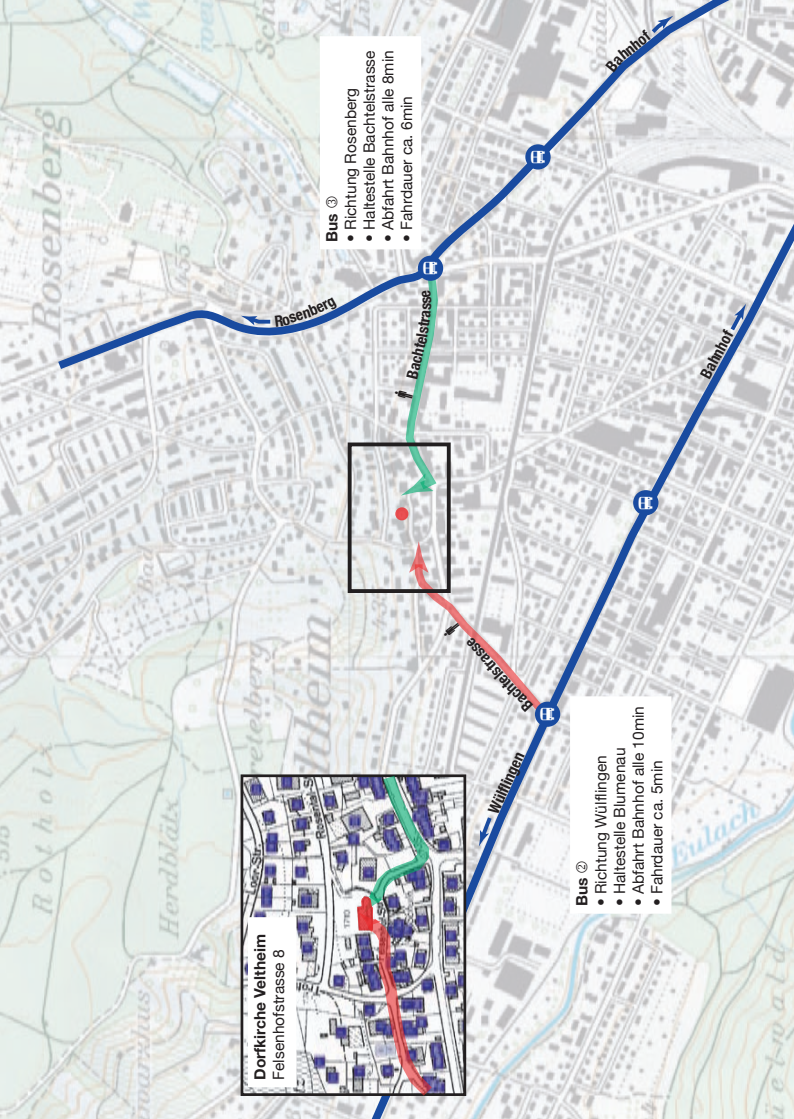 Dorfkirche Veltheim
Felsenhofstrasse 8
1710
Bus ②
• Richtung Wülflingen
• Haltestelle Blumenau
• Abfahrt Bahnhof alle 10min
• Fahrdauer ca. 5min
Bus ③
• Richtung Rosenberg
• Haltestelle Bachtelstrasse
• Abfahrt Bahnhof alle 8min
• Fahrdauer ca. 6min
Wülflingen
Bachtelstrasse
Bachtelstrasse
Rosenberg
Bahnhof
Bahnhof
Rosenberg
Rotholz
Eulach